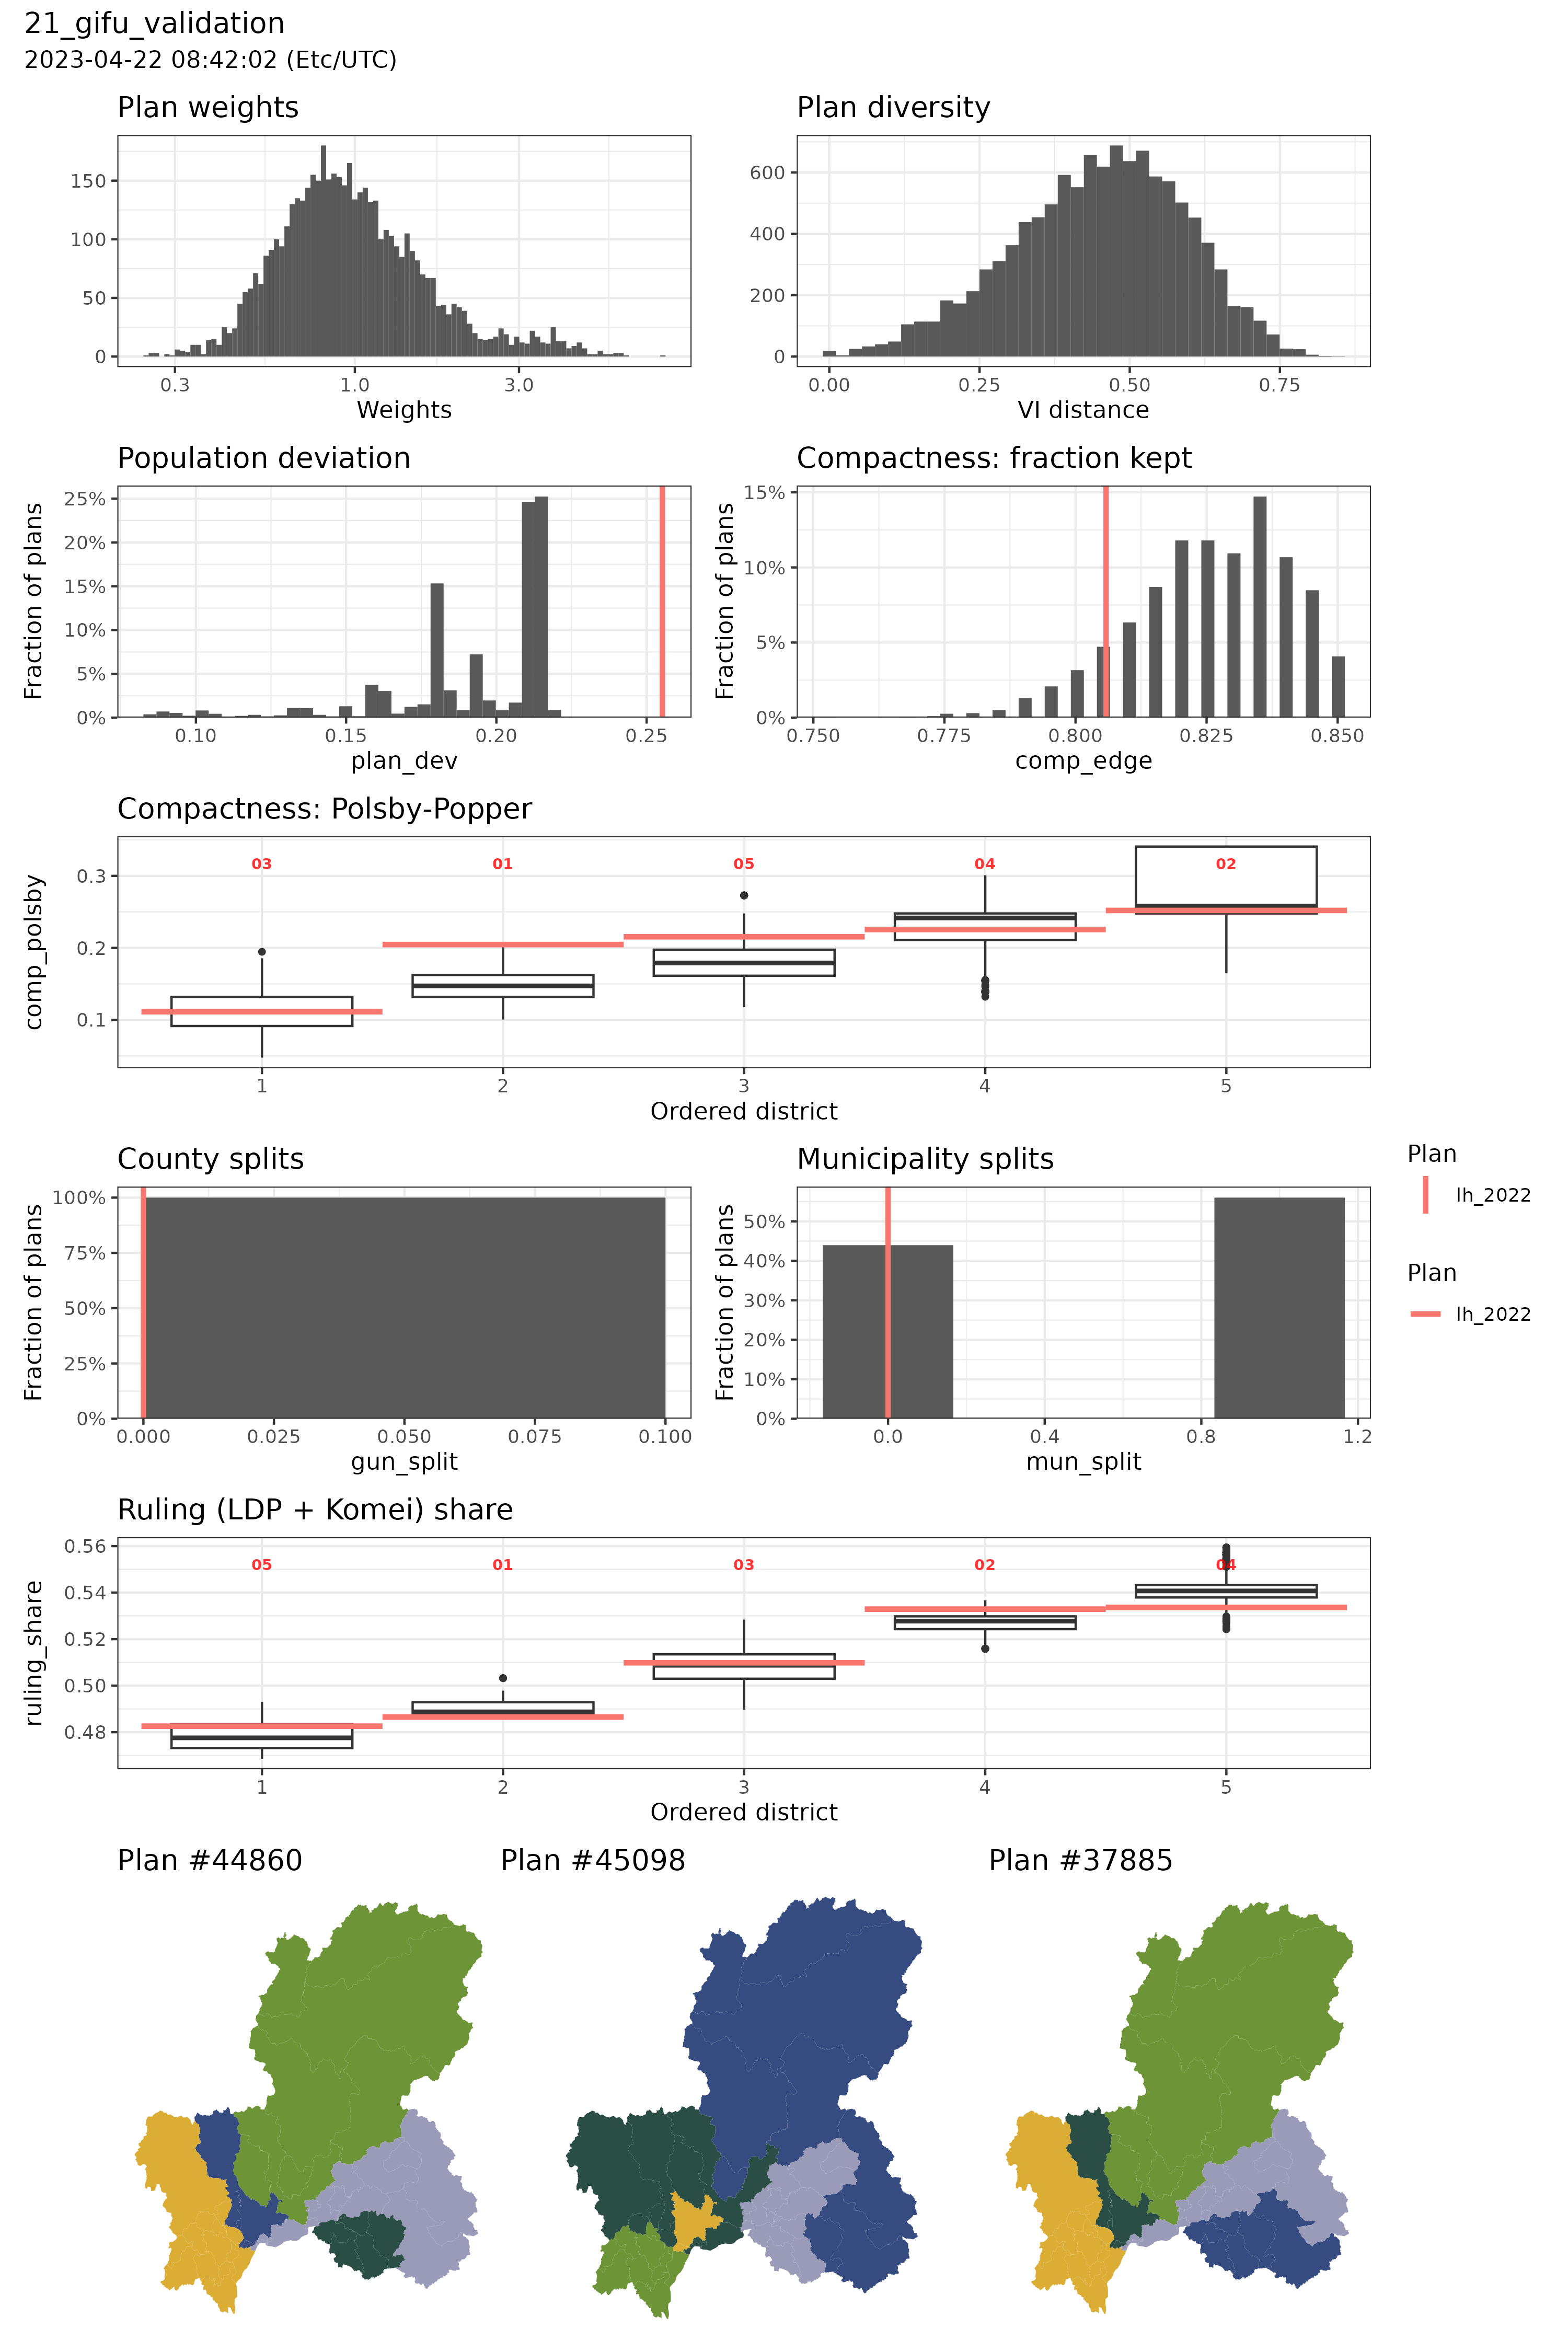 21_gifu_validation
2023-04-22 08:42:02 (Etc/UTC)
Plan weights
150
100
50
0
0.3 1.0 3.0
Weights
Plan diversity
600
400
200
0
0.00 0.25 0.50 0.75
VI distance
Population deviation
Fraction of plans
25%
20%
15%
10%
5%
0%
0.10 0.15 0.20 0.25
plan_dev
Compactness: fraction kept
Fraction of plans
15%
10%
5%
0%
0.750 0.775 0.800 0.825 0.850
comp_edge
Compactness: Polsby-Popper
comp_polsby
0.3
0.2
0.1
03 01 05 04 02
1 2 3 4 5
Ordered district
County splits
Fraction of plans
100%
75%
50%
25%
0%
0.000 0.025 0.050 0.075 0.100
gun_split
Municipality splits
Fraction of plans
50%
40%
30%
20%
10%
0%
0.0 0.4 0.8 1.2
mun_split
Plan
lh_2022
Plan
lh_2022
Ruling (LDP + Komei) share
ruling_share
0.56
0.54
0.52
0.50
0.48
05 01 03 02 04
1 2 3 4 5
Ordered district
Plan #44860
Plan #45098
Plan #37885